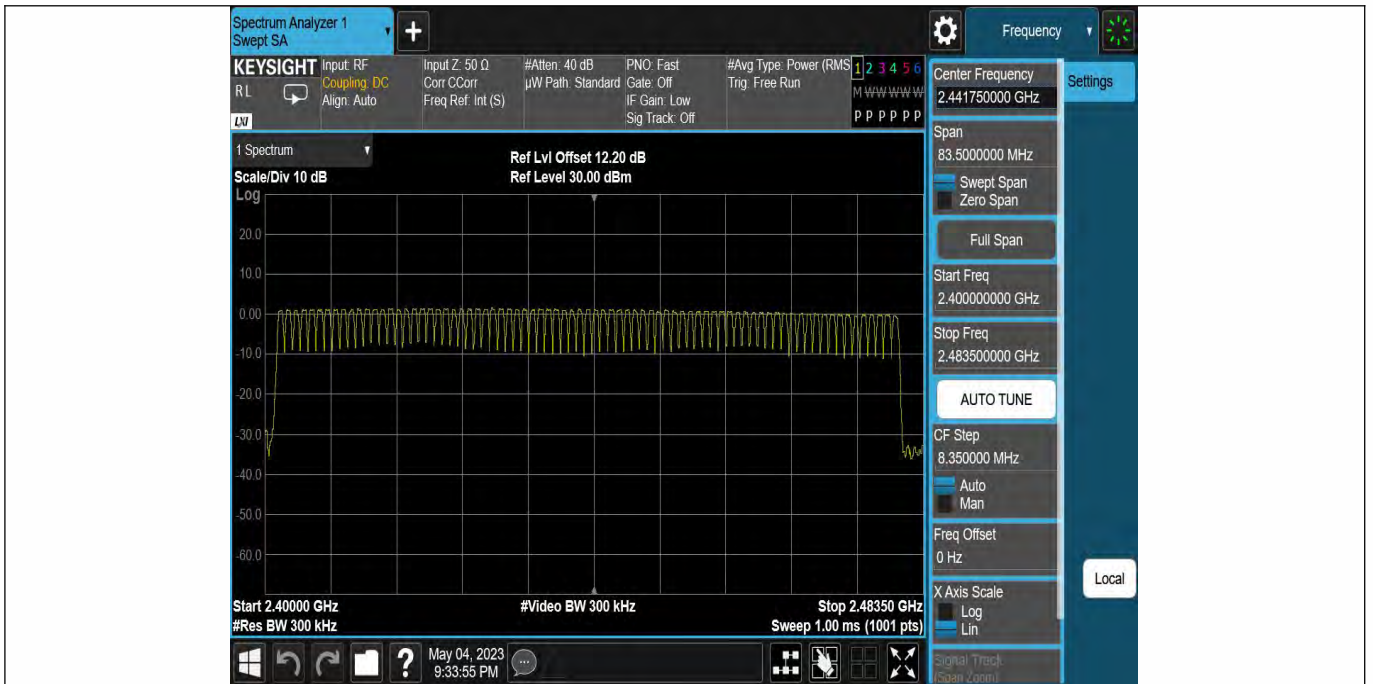 Spectrum Analyzer 1
Swept SA
Frequency
KEYSIGHT
RL
LXI
Input: RF
Coupling: DC
Align: Auto
Input Z: 50 Ω
Corr CCorr
Freq Ref: Int (S)
#Atten: 40 dB
µW Path: Standard
PNO: Fast
Gate: Off
IF Gain: Low
Sig Track: Off
#Avg Type: Power (RMS
Trig: Free Run
1 2 3 4 5 6
M W W W W W
P P P P P P
1 Spectrum
Scale/Div 10 dB
Log
Ref Lvl Offset 12.20 dB
Ref Level 30.00 dBm
20.0
10.0
0.00
-10.0
-20.0
-30.0
-40.0
-50.0
-60.0
Start 2.40000 GHz
#Res BW 300 kHz
#Video BW 300 kHz
Stop 2.48350 GHz
Sweep 1.00 ms (1001 pts)
Center Frequency
2.441750000 GHz
Settings
Span
83.5000000 MHz
Swept Span
Zero Span
Full Span
Start Freq
2.400000000 GHz
Stop Freq
2.483500000 GHz
AUTO TUNE
CF Step
8.350000 MHz
Auto
Man
Freq Offset
0 Hz
X Axis Scale
Log
Lin
Signal Track
(Span Zoom)
Local
?
May 04, 2023
9:33:55 PM